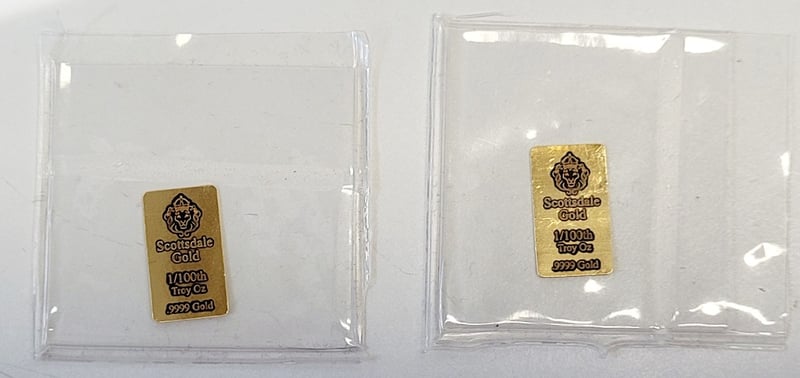 Scottsdale
Gold
1/100th
Troy Oz
.9999 Gold
Scottsdale
Gold
1/100th
Troy Oz
.9999 Gold